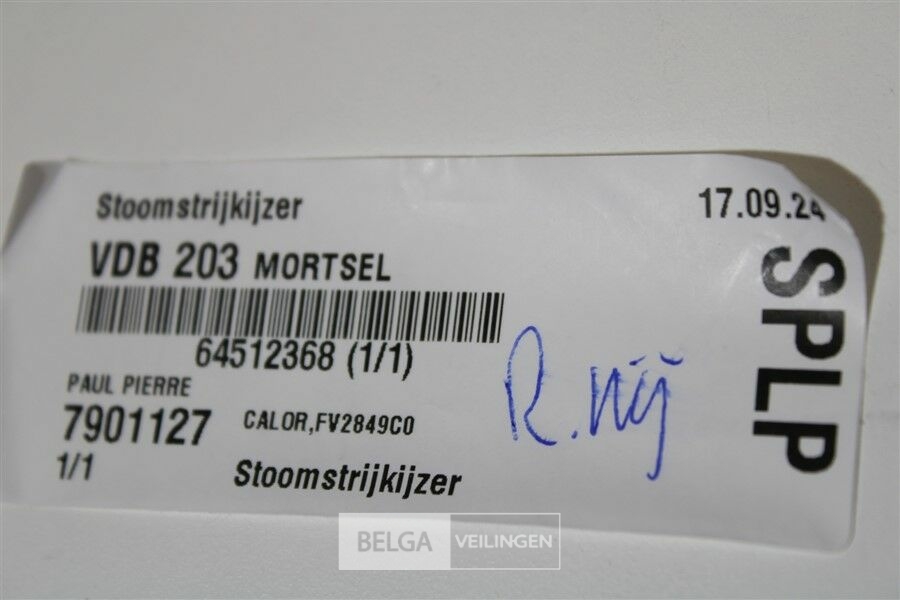 Stoomstrijkijzer
17.09.24
VDB 203 MORTSEL
64512368 (1/1)
PAUL PIERRE
7901127 CALOR,FV2849C0
1/1
Stoomstrijkijzer
SPLP
R. nij
BELGA VEILINGEN